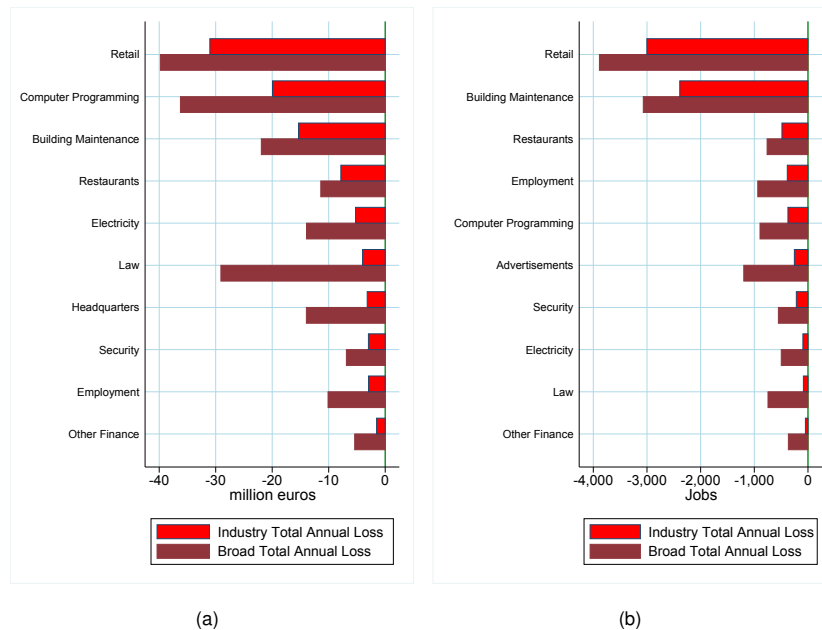 Retail
Computer Programming
Building Maintenance
Restaurants
Electricity
Law
Headquarters
Security
Employment
Other Finance
-40 -30 -20 -10 0
million euros
Industry Total Annual Loss
Broad Total Annual Loss
(a)
Retail
Building Maintenance
Restaurants
Employment
Computer Programming
Advertisements
Security
Electricity
Law
Other Finance
-4,000 -3,000 -2,000 -1,000 0
Jobs
Industry Total Annual Loss
Broad Total Annual Loss
(b)